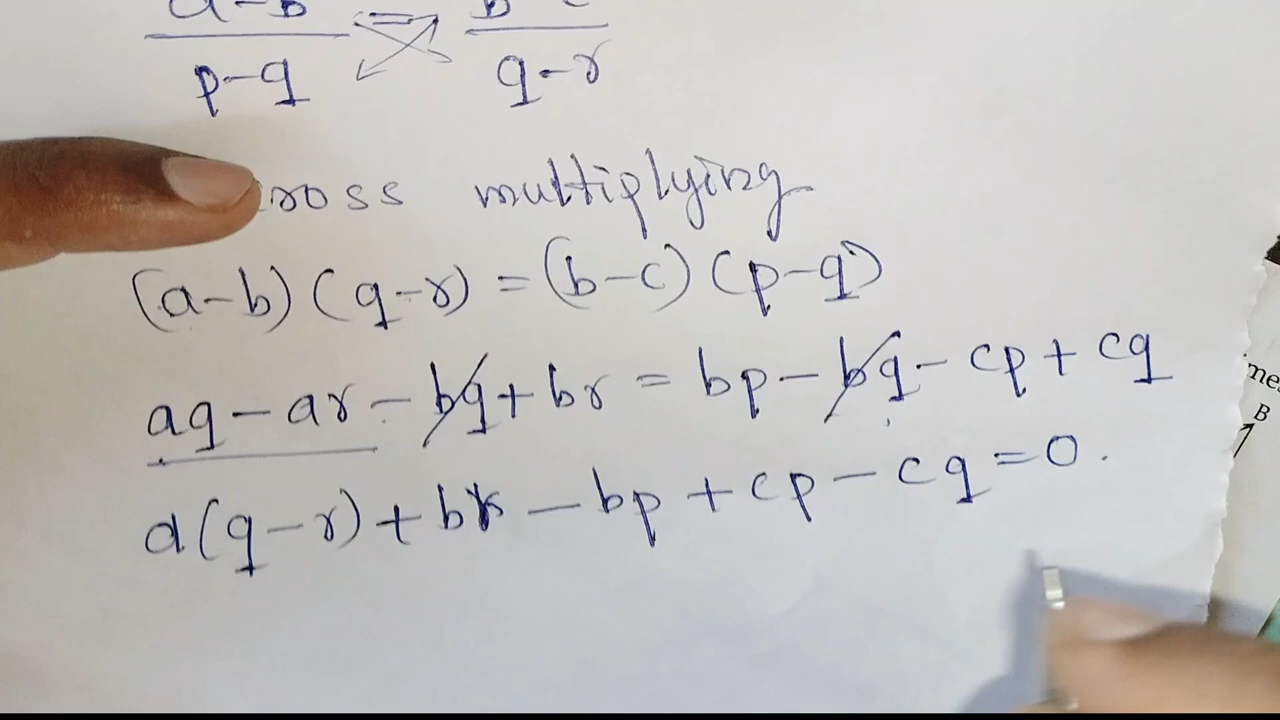 a-b = b-c
p-q q-r
ross multiplying
(a-b) (q-r) = (b-c) (p-q)
aq - ar - bq + br = bp - bq - cp + cq
a(q-r) + br - bp + cp - cq = 0.
B